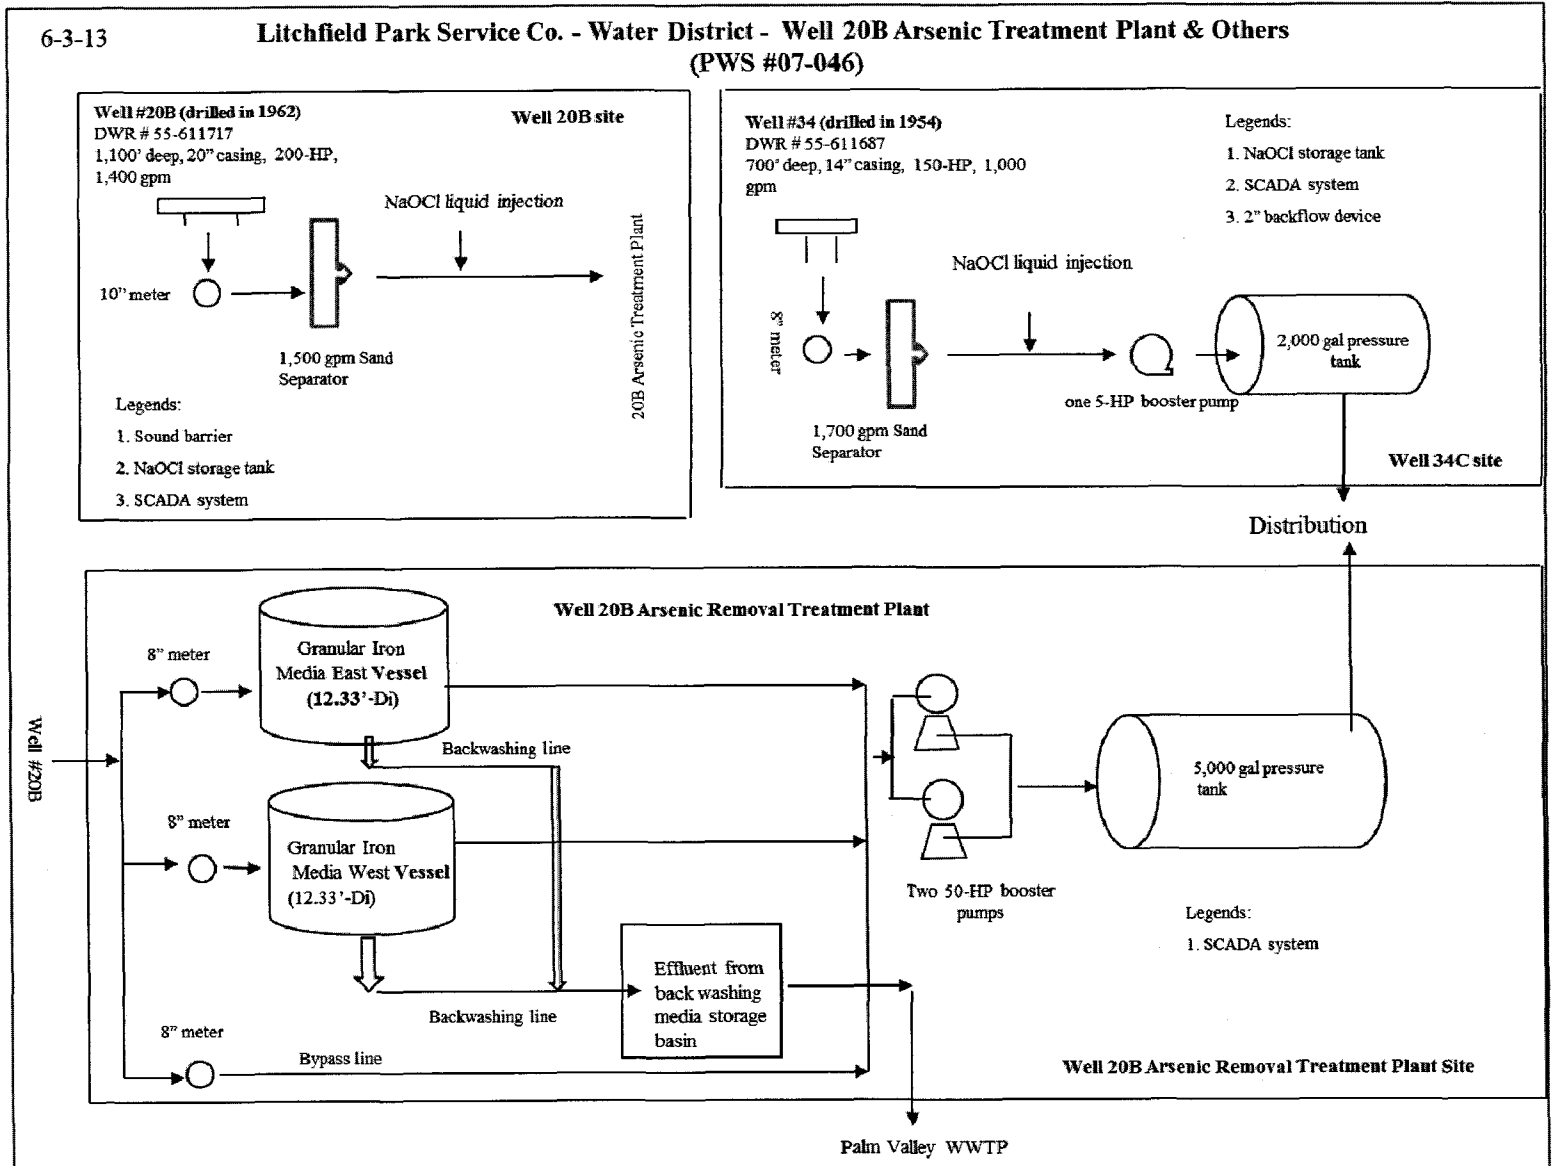 6-3-13
Litchfield Park Service Co. - Water District - Well 20B Arsenic Treatment Plant & Others
(PWS #07-046)
Well #20B (drilled in 1962)
DWR # 55-611717
1,100' deep, 20" casing, 200-HP,
1,400 gpm
Well 20B site
NaOCl liquid injection
10" meter
1,500 gpm Sand
Separator
20B Arsenic Treatment Plant
Legends:
1. Sound barrier
2. NaOCl storage tank
3. SCADA system
Well #34 (drilled in 1954)
DWR # 55-611687
700' deep, 14" casing, 150-HP, 1,000
gpm
Legends:
1. NaOCl storage tank
2. SCADA system
3. 2" backflow device
NaOCl liquid injection
8" meter
1,700 gpm Sand
Separator
one 5-HP booster pump
2,000 gal pressure
tank
Well 34C site
Distribution
Well 20B Arsenic Removal Treatment Plant
Well #20B
8" meter
Granular Iron
Media East Vessel
(12.33'-Di)
Backwashing line
8" meter
Granular Iron
Media West Vessel
(12.33'-Di)
Backwashing line
8" meter
Bypass line
Effluent from
back washing
media storage
basin
Two 50-HP booster
pumps
5,000 gal pressure
tank
Legends:
1. SCADA system
Well 20B Arsenic Removal Treatment Plant Site
Palm Valley WWTP